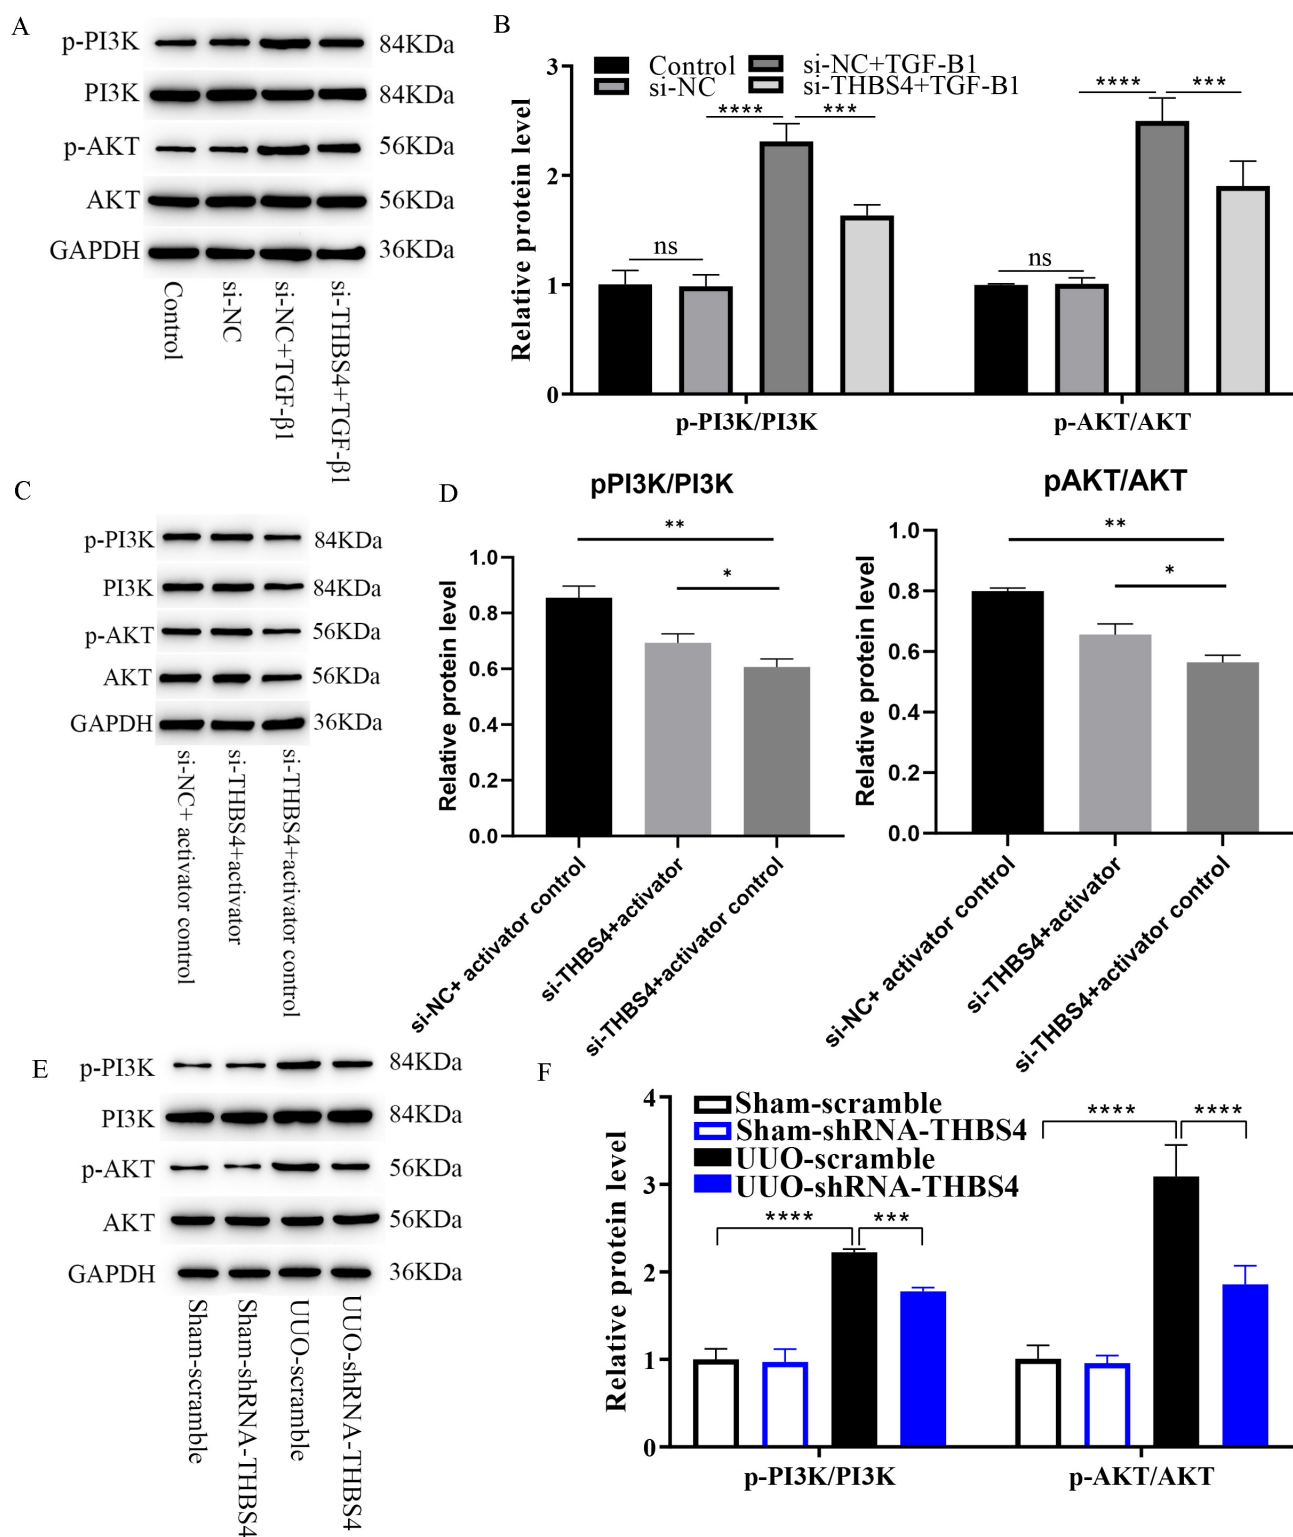 A
p-PI3K 84KDa
PI3K 84KDa
p-AKT 56KDa
AKT 56KDa
GAPDH 36KDa
Control
si-NC
si-NC+TGF-β1
si-THBS4+TGF-β1
B
Relative protein level
3
2
1
0
Control
si-NC
si-NC+TGF-B1
si-THBS4+TGF-B1
ns
****
***
ns
****
***
p-PI3K/PI3K
p-AKT/AKT
C
p-PI3K 84KDa
PI3K 84KDa
p-AKT 56KDa
AKT 56KDa
GAPDH 36KDa
si-NC+ activator control
si-THBS4+activator
si-THBS4+activator control
D
pPI3K/PI3K
Relative protein level
1.0
0.8
0.6
0.4
0.2
0.0
**
*
si-NC+ activator control
si-THBS4+activator
si-THBS4+activator control
pAKT/AKT
Relative protein level
1.0
0.8
0.6
0.4
0.2
0.0
**
*
si-NC+ activator control
si-THBS4+activator
si-THBS4+activator control
E
p-PI3K 84KDa
PI3K 84KDa
p-AKT 56KDa
AKT 56KDa
GAPDH 36KDa
Sham-scramble
Sham-shRNA-THBS4
UUO-scramble
UUO-shRNA-THBS4
F
Relative protein level
4
3
2
1
0
Sham-scramble
Sham-shRNA-THBS4
UUO-scramble
UUO-shRNA-THBS4
****
***
****
****
p-PI3K/PI3K
p-AKT/AKT